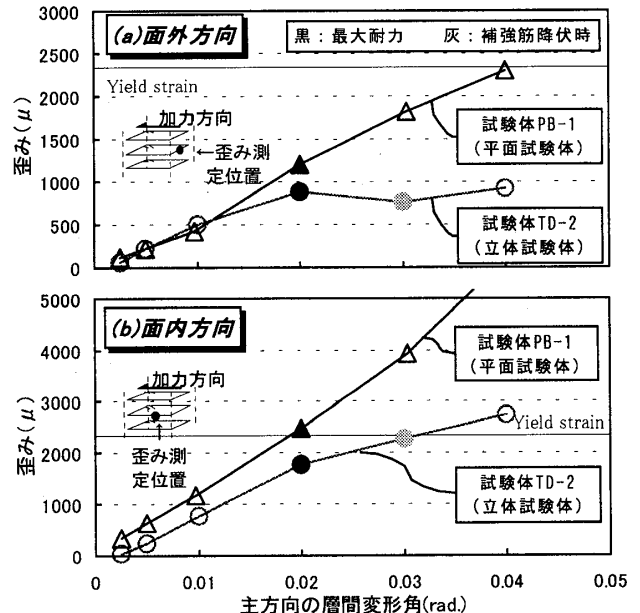 3000
2500
2000
1500
1000
500
0
歪み(μ)
(a)面外方向
黒：最大耐力　灰：補強筋降伏時
Yield strain
加力方向
←歪み測
定位置
試験体PB-1
(平面試験体)
試験体TD-2
(立体試験体)
5000
4000
3000
2000
1000
0
歪み(μ)
(b)面内方向
加力方向
歪み測
定位置
試験体PB-1
(平面試験体)
Yield strain
試験体TD-2
(立体試験体)
0 0.01 0.02 0.03 0.04 0.05
主方向の層間変形角(rad.)